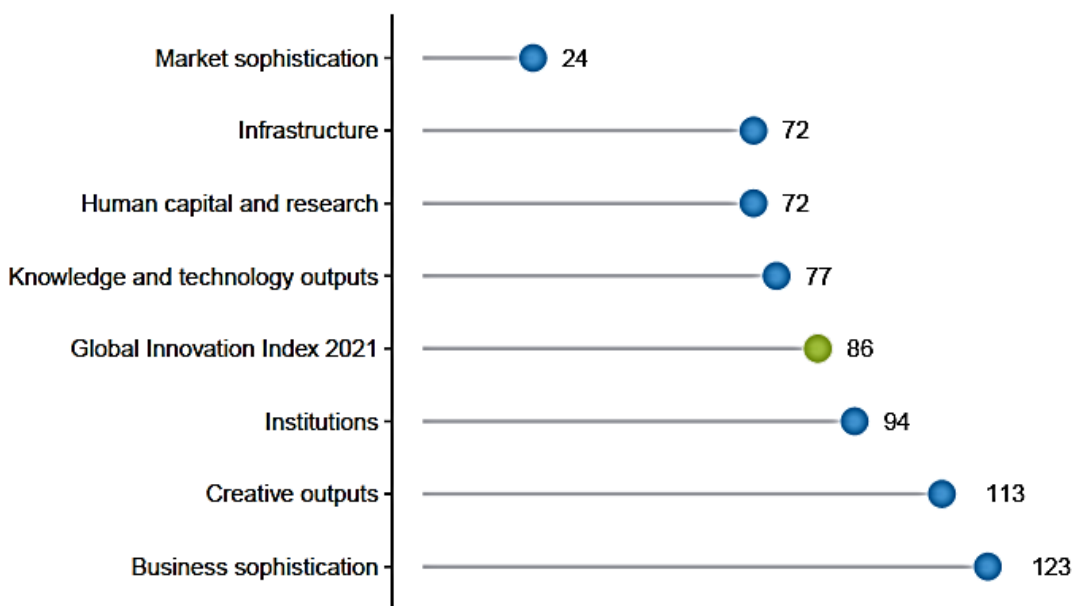 Market sophistication 24
Infrastructure 72
Human capital and research 72
Knowledge and technology outputs 77
Global Innovation Index 2021 86
Institutions 94
Creative outputs 113
Business sophistication 123